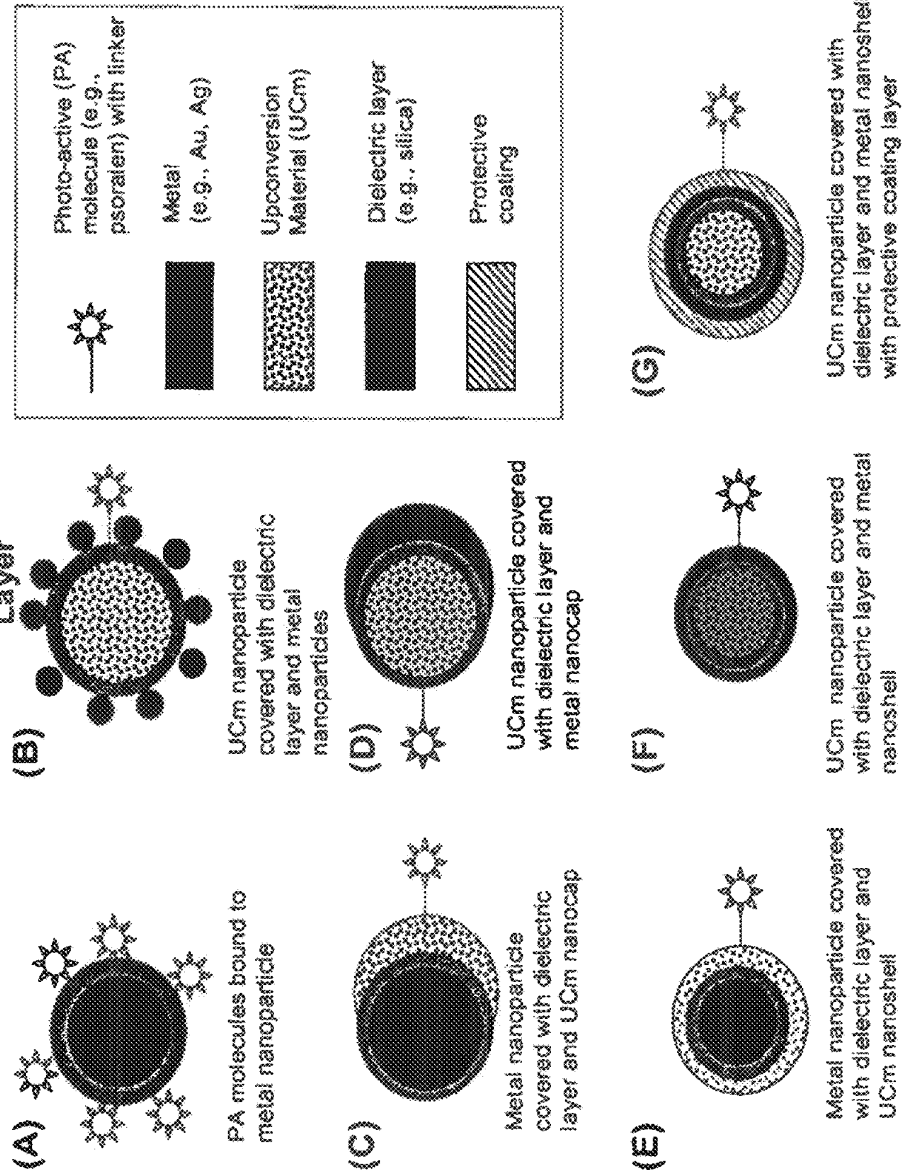 Layer
(A)
PA molecules bound to
metal nanoparticle
(B)
UCm nanoparticle
covered with dielectric
layer and metal
nanoparticles
Photo-active (PA)
molecule (e.g.,
psoralen) with linker
Metal
(e.g., Au, Ag)
Upconversion
Material (UCm)
Dielectric layer
(e.g., silica)
Protective
coating
(C)
Metal nanoparticle
covered with dielectric
layer and UCm nanocap
(D)
UCm nanoparticle covered
with dielectric layer and
metal nanocap
(E)
Metal nanoparticle covered
with dielectric layer and
UCm nanoshell
(F)
UCm nanoparticle covered
with dielectric layer and metal
nanoshell
(G)
UCm nanoparticle covered with
dielectric layer and metal nanoshell
with protective coating layer